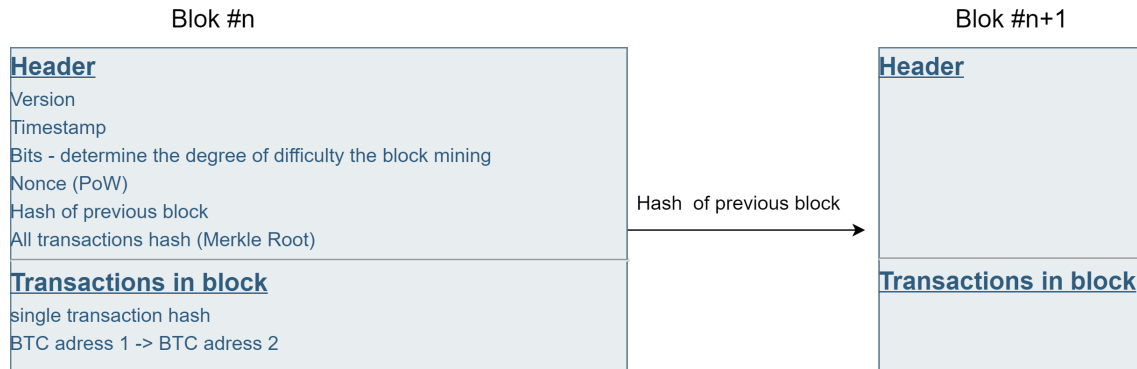 Blok #n
Header
Version
Timestamp
Bits - determine the degree of difficulty the block mining
Nonce (PoW)
Hash of previous block
All transactions hash (Merkle Root)
Transactions in block
single transaction hash
BTC adress 1 -> BTC adress 2
Hash  of previous block
Blok #n+1
Header
Transactions in block